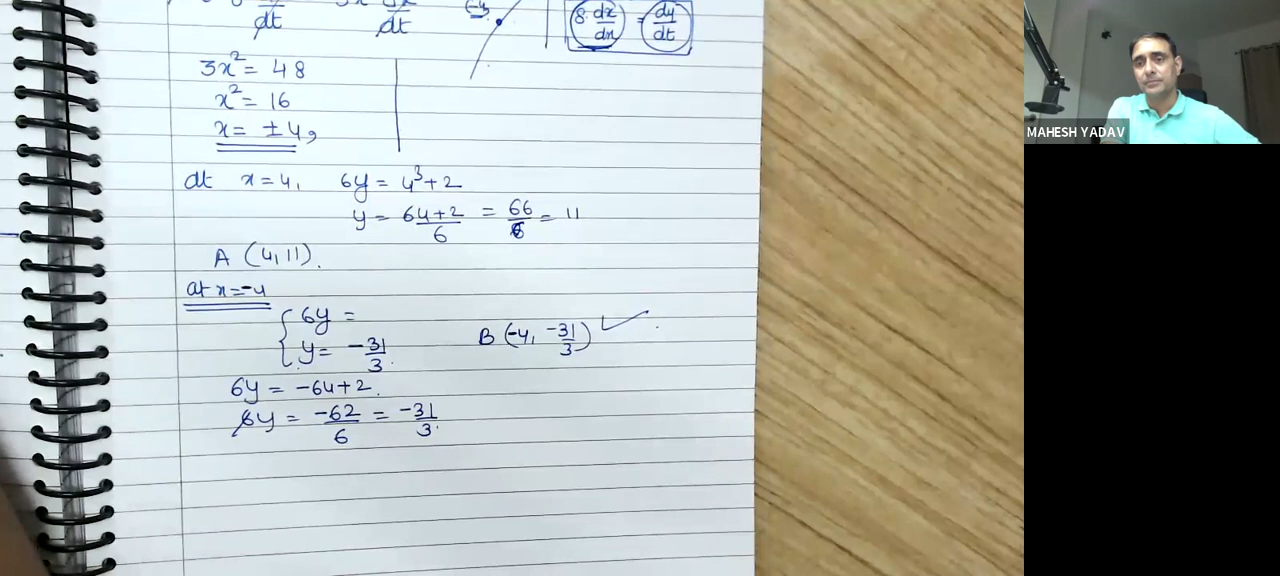 dt dt
8 dx/dn = dy/dt
3x² = 48
x² = 16
x = ±4,
at x = 4, 6y = 4³+2
y = 64+2/6 = 66/6 = 11
A (4,11).
at x = -4
6y =
y = -31/3
B (-4, -31/3)
6y = -64+2.
6y = -62/6 = -31/3.
MAHESH YADAV